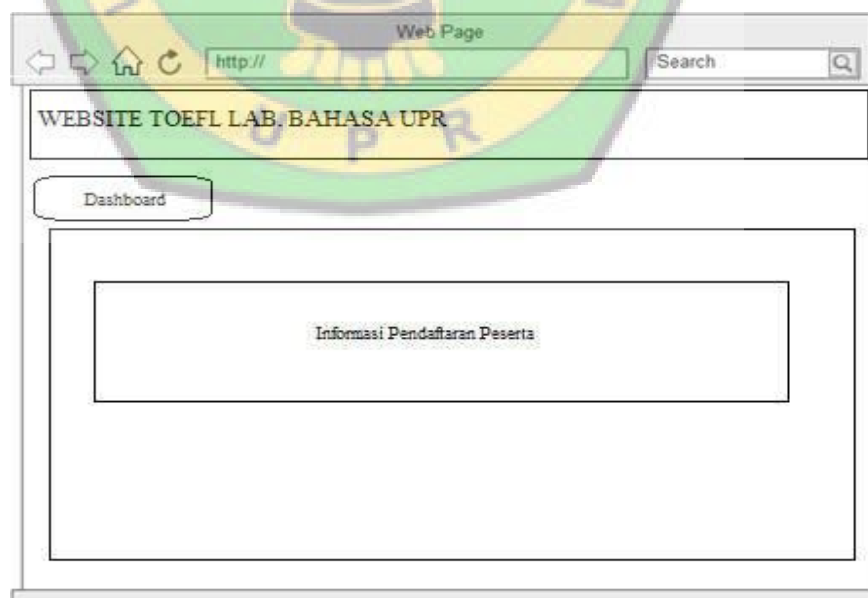 Web Page
http://
Search
WEBSITE TOEFL LAB. BAHASA UPR
U P R
Dashboard
Informasi Pendaftaran Peserta